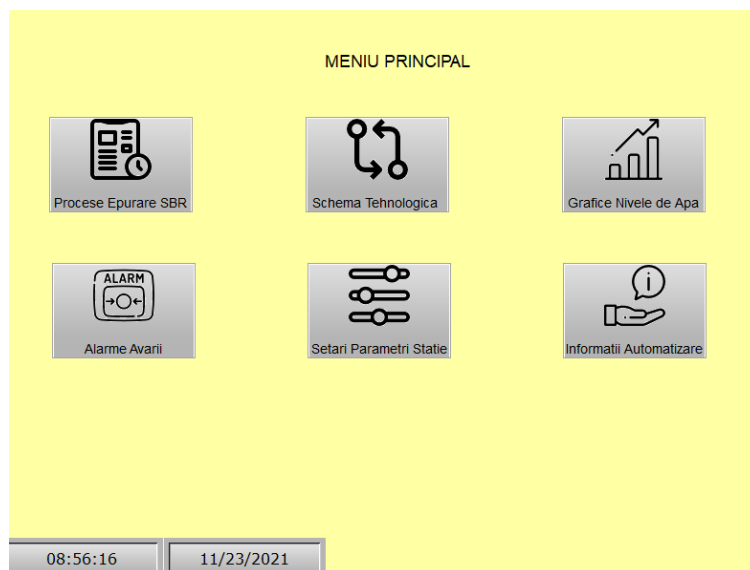 MENIU PRINCIPAL
Procese Epurare SBR
Schema Tehnologica
Grafice Nivele de Apa
ALARM
Alarme Avarii
Setari Parametri Statie
Informatii Automatizare
08:56:16
11/23/2021